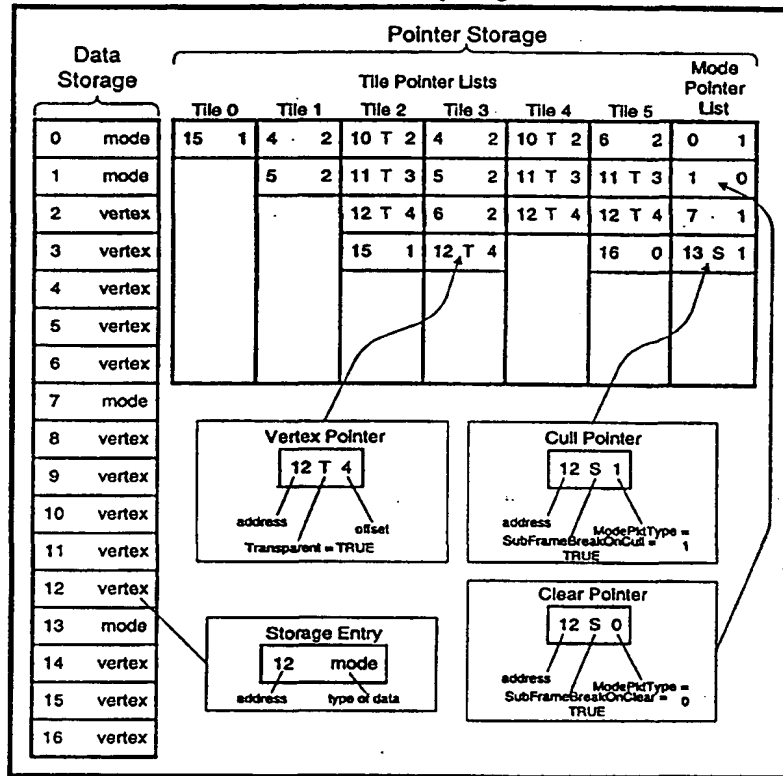 Pointer Storage
Data Storage
Tile Pointer Lists
Mode Pointer List
Tile 0 Tile 1 Tile 2 Tile 3 Tile 4 Tile 5
0 mode 15 1 4 2 10 T 2 4 2 10 T 2 6 2 0 1
1 mode 5 2 11 T 3 5 2 11 T 3 11 T 3 1 0
2 vertex 12 T 4 6 2 12 T 4 12 T 4 7 1
3 vertex 15 1 12 T 4 16 0 13 S 1
4 vertex
5 vertex
6 vertex
7 mode
8 vertex
9 vertex
10 vertex
11 vertex
12 vertex
13 mode
14 vertex
15 vertex
16 vertex
Vertex Pointer
12 T 4
address offset
Transparent = TRUE
Cull Pointer
12 S 1
address ModePktType = 1
SubFrameBreakOnCull = TRUE
Storage Entry
12 mode
address type of data
Clear Pointer
12 S 0
address ModePktType = 0
SubFrameBreakOnClear = TRUE